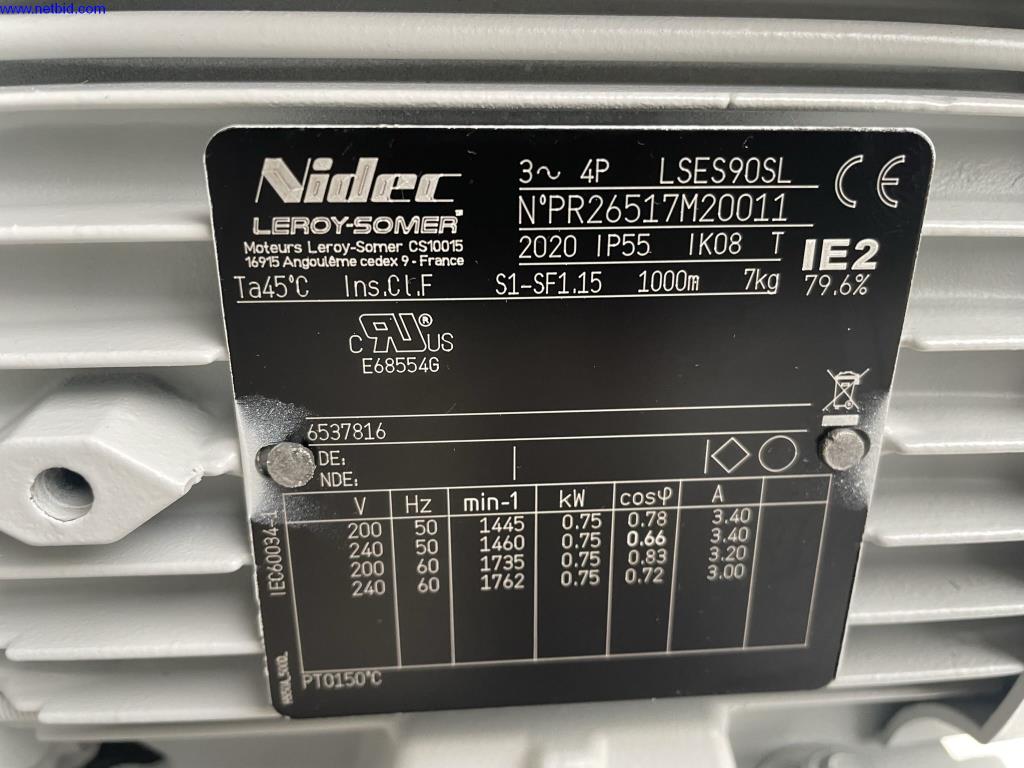 www.netbid.com
Nidec
LEROY-SOMER
Moteurs Leroy-Somer CS10015
16915 Angoulême cedex 9 - France
3~ 4P LSES90SL
N°PR26517M20011
2020 IP55 IK08 T
CE
IE2
79.6%
Ta45°C Ins.Cl.F S1-SF1.15 1000m 7kg
C RU® US
E68554G
6537816
DE:
NDE:
IEC60034-1
V Hz min-1 kW cosφ A
200 50 1445 0.75 0.78 3.40
240 50 1460 0.75 0.66 3.40
200 60 1735 0.75 0.83 3.20
240 60 1762 0.75 0.72 3.00
PTO150°C